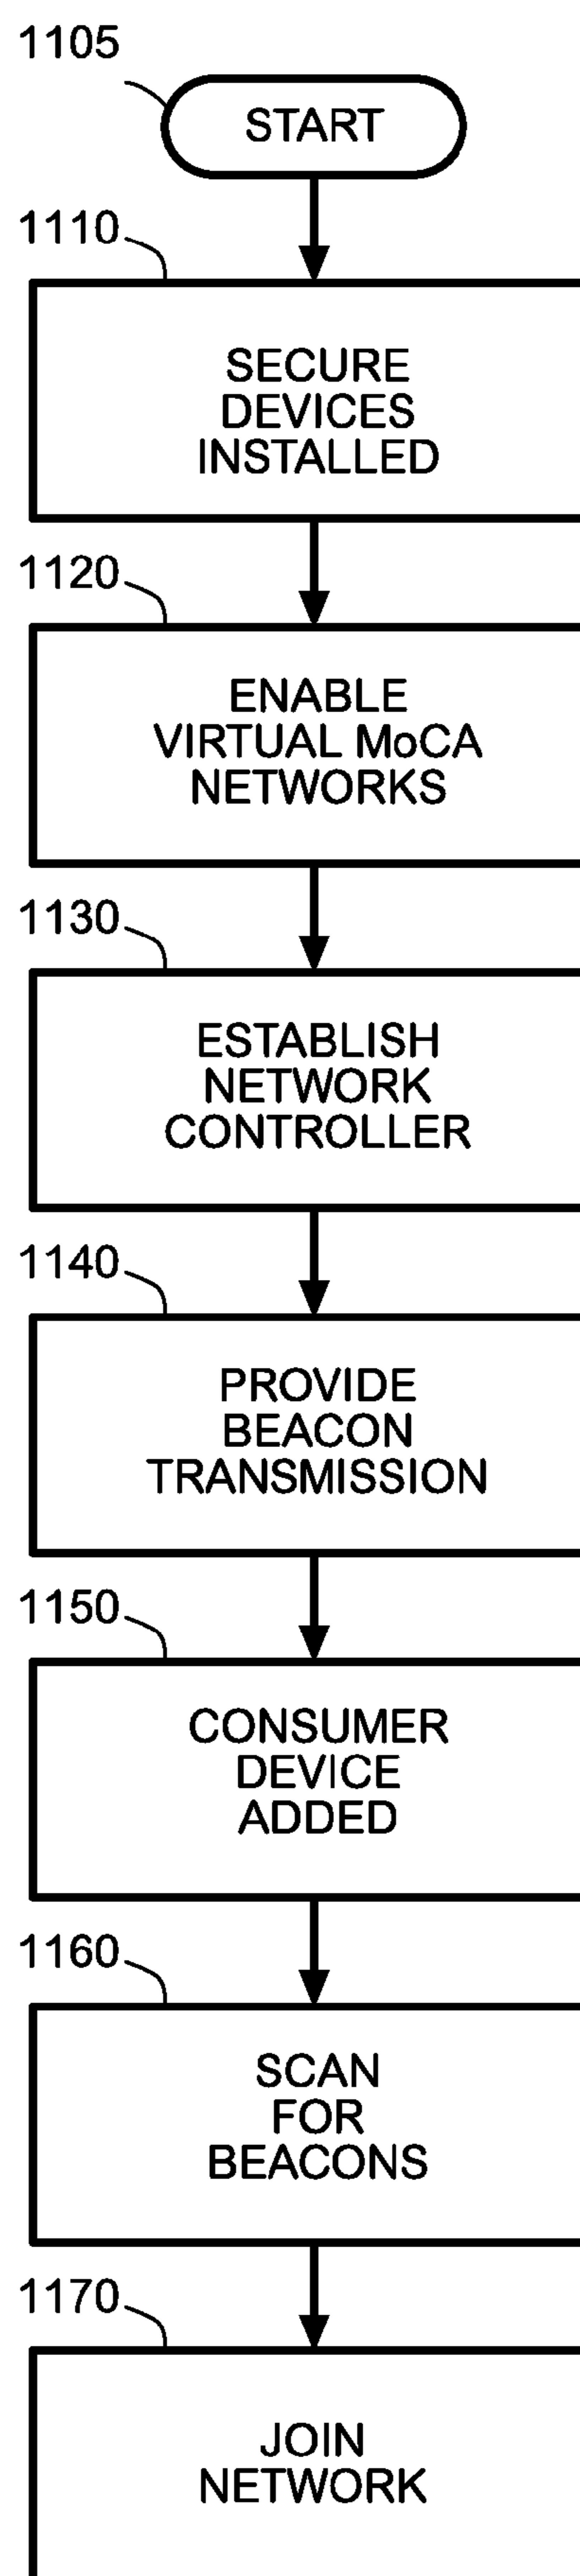 1105
START
1110
SECURE
DEVICES
INSTALLED
1120
ENABLE
VIRTUAL MoCA
NETWORKS
1130
ESTABLISH
NETWORK
CONTROLLER
1140
PROVIDE
BEACON
TRANSMISSION
1150
CONSUMER
DEVICE
ADDED
1160
SCAN
FOR
BEACONS
1170
JOIN
NETWORK